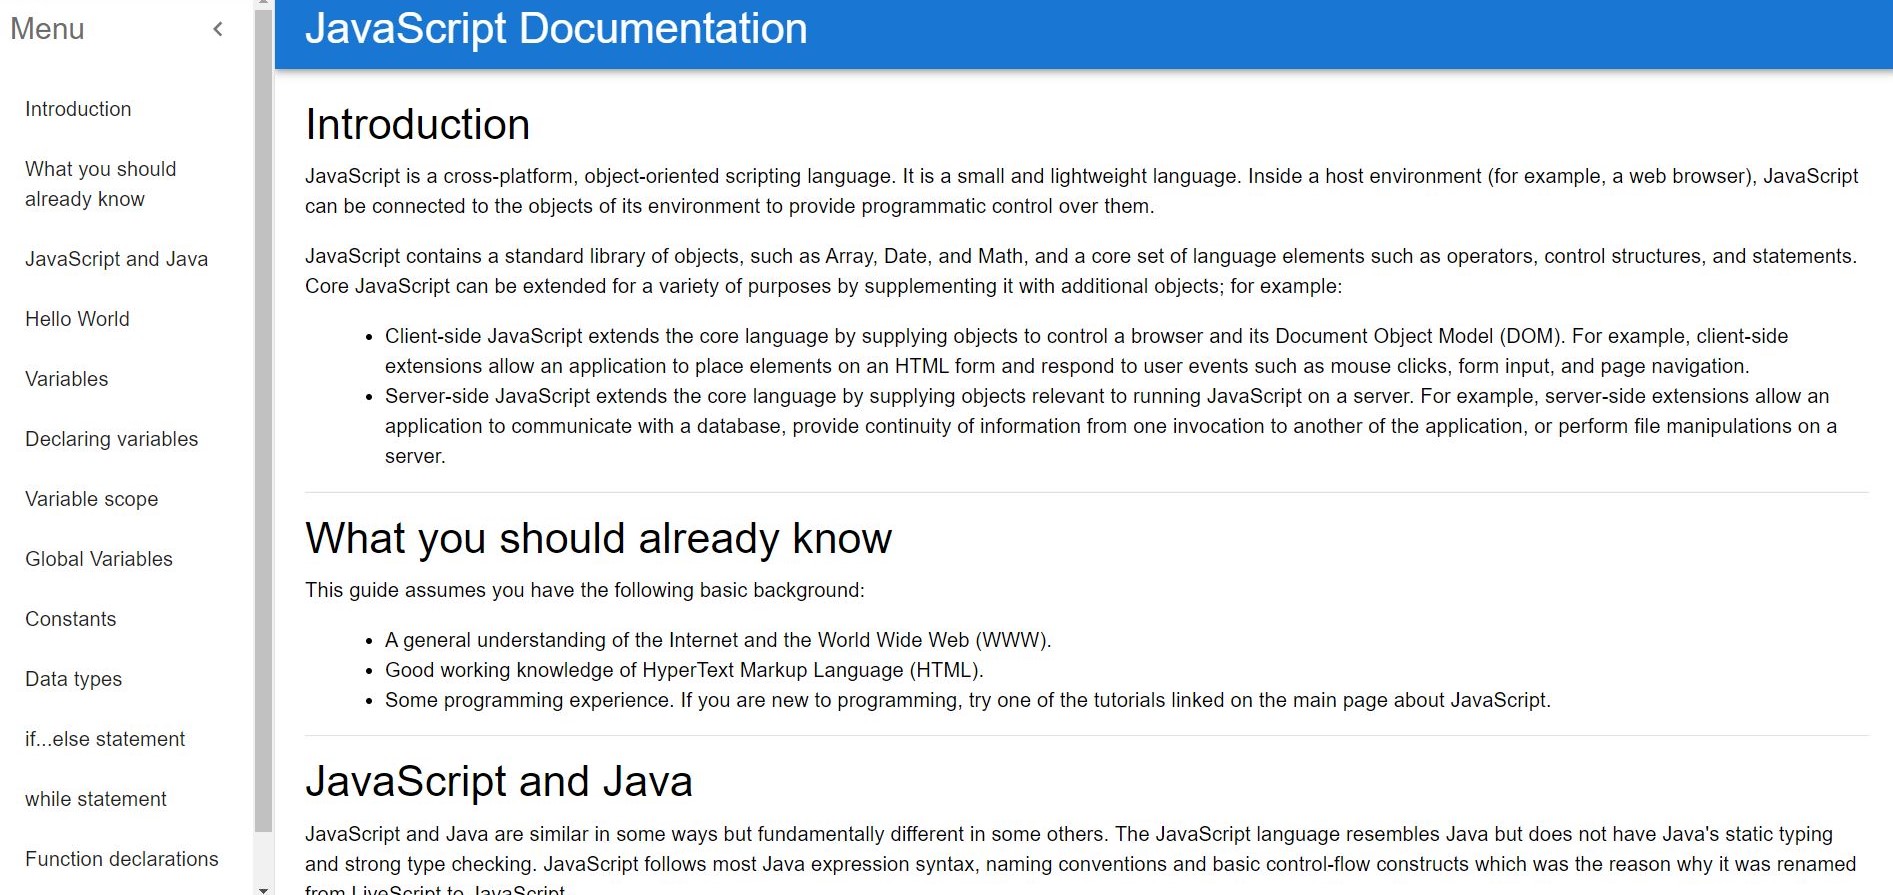 Menu
Introduction
What you should
already know
JavaScript and Java
Hello World
Variables
Declaring variables
Variable scope
Global Variables
Constants
Data types
if...else statement
while statement
Function declarations
JavaScript Documentation
Introduction
JavaScript is a cross-platform, object-oriented scripting language. It is a small and lightweight language. Inside a host environment (for example, a web browser), JavaScript
can be connected to the objects of its environment to provide programmatic control over them.
JavaScript contains a standard library of objects, such as Array, Date, and Math, and a core set of language elements such as operators, control structures, and statements.
Core JavaScript can be extended for a variety of purposes by supplementing it with additional objects; for example:
• Client-side JavaScript extends the core language by supplying objects to control a browser and its Document Object Model (DOM). For example, client-side
extensions allow an application to place elements on an HTML form and respond to user events such as mouse clicks, form input, and page navigation.
• Server-side JavaScript extends the core language by supplying objects relevant to running JavaScript on a server. For example, server-side extensions allow an
application to communicate with a database, provide continuity of information from one invocation to another of the application, or perform file manipulations on a
server.
What you should already know
This guide assumes you have the following basic background:
• A general understanding of the Internet and the World Wide Web (WWW).
• Good working knowledge of HyperText Markup Language (HTML).
• Some programming experience. If you are new to programming, try one of the tutorials linked on the main page about JavaScript.
JavaScript and Java
JavaScript and Java are similar in some ways but fundamentally different in some others. The JavaScript language resembles Java but does not have Java's static typing
and strong type checking. JavaScript follows most Java expression syntax, naming conventions and basic control-flow constructs which was the reason why it was renamed
from LiveScript to JavaScript.